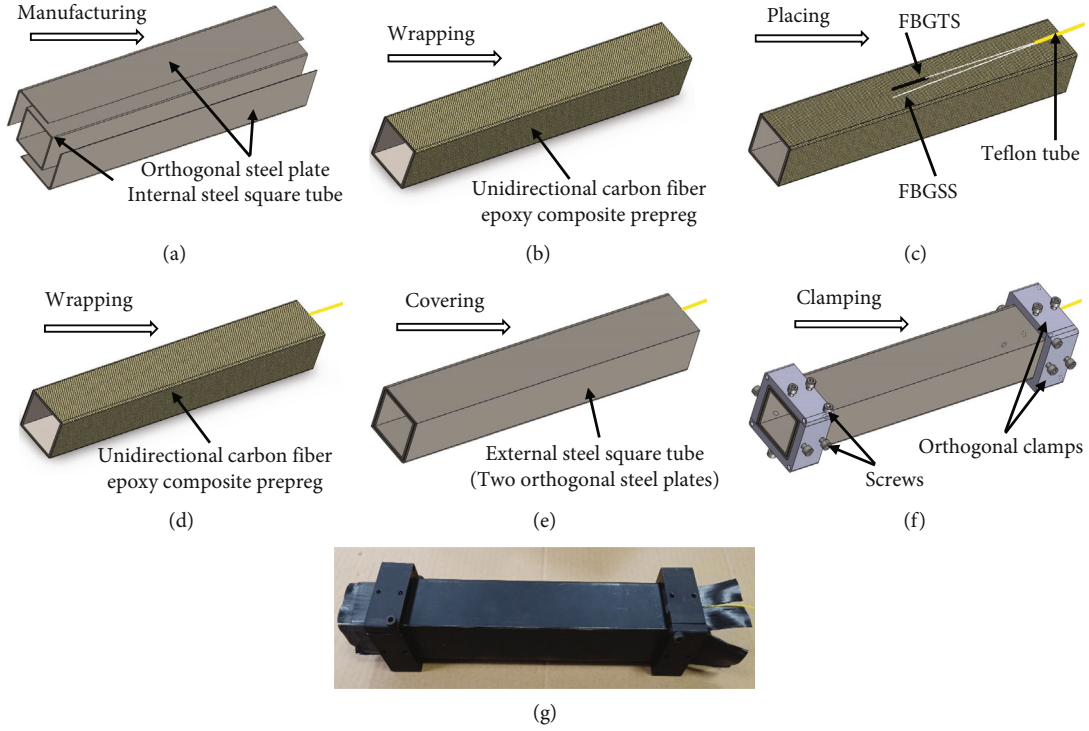 Manufacturing
Orthogonal steel plate
Internal steel square tube
(a)
Wrapping
Unidirectional carbon fiber
epoxy composite prepreg
(b)
Placing
FBGTS
Teflon tube
FBGSS
(c)
Wrapping
Unidirectional carbon fiber
epoxy composite prepreg
(d)
Covering
External steel square tube
(Two orthogonal steel plates)
(e)
Clamping
Orthogonal clamps
Screws
(f)
(g)